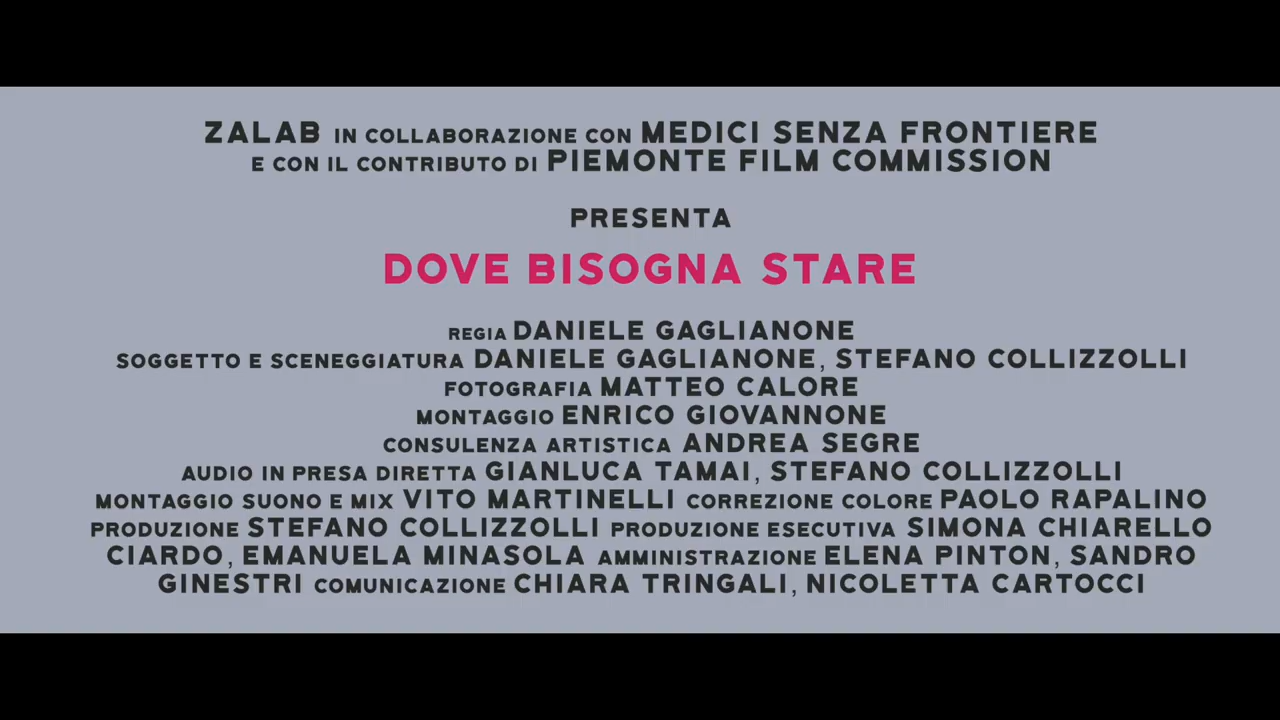 ZALAB IN COLLABORAZIONE CON MEDICI SENZA FRONTIERE
E CON IL CONTRIBUTO DI PIEMONTE FILM COMMISSION
PRESENTA
DOVE BISOGNA STARE
REGIA DANIELE GAGLIANONE
SOGGETTO E SCENEGGIATURA DANIELE GAGLIANONE, STEFANO COLLIZZOLLI
FOTOGRAFIA MATTEO CALORE
MONTAGGIO ENRICO GIOVANNONE
CONSULENZA ARTISTICA ANDREA SEGRE
AUDIO IN PRESA DIRETTA GIANLUCA TAMAI, STEFANO COLLIZZOLLI
MONTAGGIO SUONO E MIX VITO MARTINELLI CORREZIONE COLORE PAOLO RAPALINO
PRODUZIONE STEFANO COLLIZZOLLI PRODUZIONE ESECUTIVA SIMONA CHIARELLO
CIARDO, EMANUELA MINASOLA AMMINISTRAZIONE ELENA PINTON, SANDRO
GINESTRI COMUNICAZIONE CHIARA TRINGALI, NICOLETTA CARTOCCI